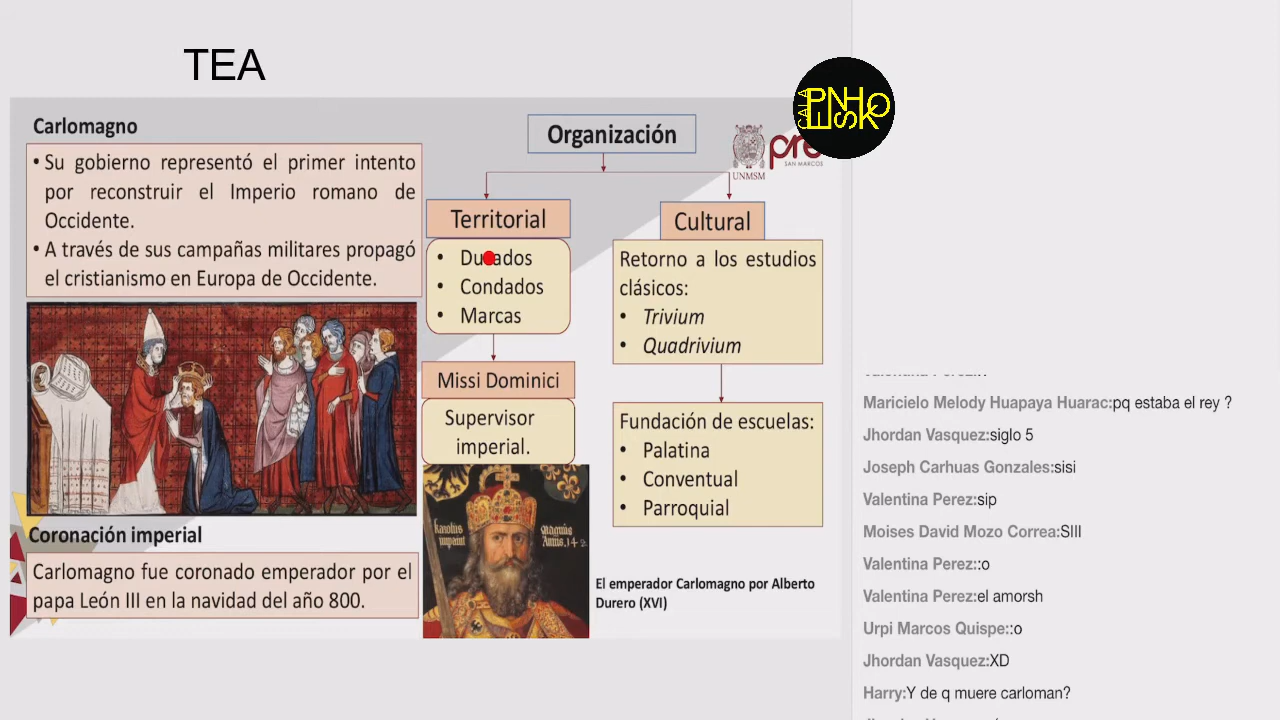 TEA
Carlomagno
• Su gobierno representó el primer intento
por reconstruir el Imperio romano de
Occidente.
• A través de sus campañas militares propagó
el cristianismo en Europa de Occidente.
Coronación imperial
Carlomagno fue coronado emperador por el
papa León III en la navidad del año 800.
Organización
Territorial
• Ducados
• Condados
• Marcas
Missi Dominici
Supervisor
imperial.
Cultural
Retorno a los estudios
clásicos:
• Trivium
• Quadrivium
Fundación de escuelas:
• Palatina
• Conventual
• Parroquial
El emperador Carlomagno por Alberto
Durero (XVI)
UNMSM
pre
SAN MARCOS
Maricielo Melody Huapaya Huarac:pq estaba el rey ?
Jhordan Vasquez:siglo 5
Joseph Carhuas Gonzales:sisi
Valentina Perez:sip
Moises David Mozo Correa:SIII
Valentina Perez::o
Valentina Perez:el amorsh
Urpi Marcos Quispe::o
Jhordan Vasquez:XD
Harry:Y de q muere carloman?